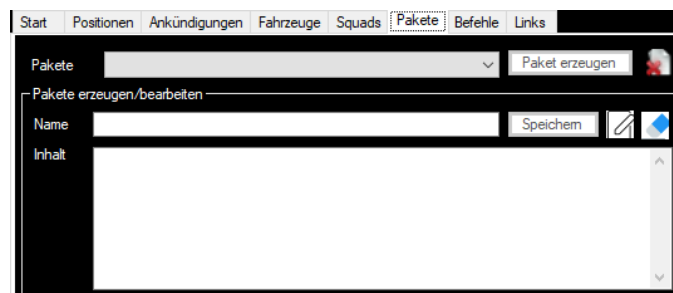 Start Positionen Ankündigungen Fahrzeuge Squads Pakete Befehle Links
Pakete Paket erzeugen
Pakete erzeugen/bearbeiten
Name Speichern
Inhalt